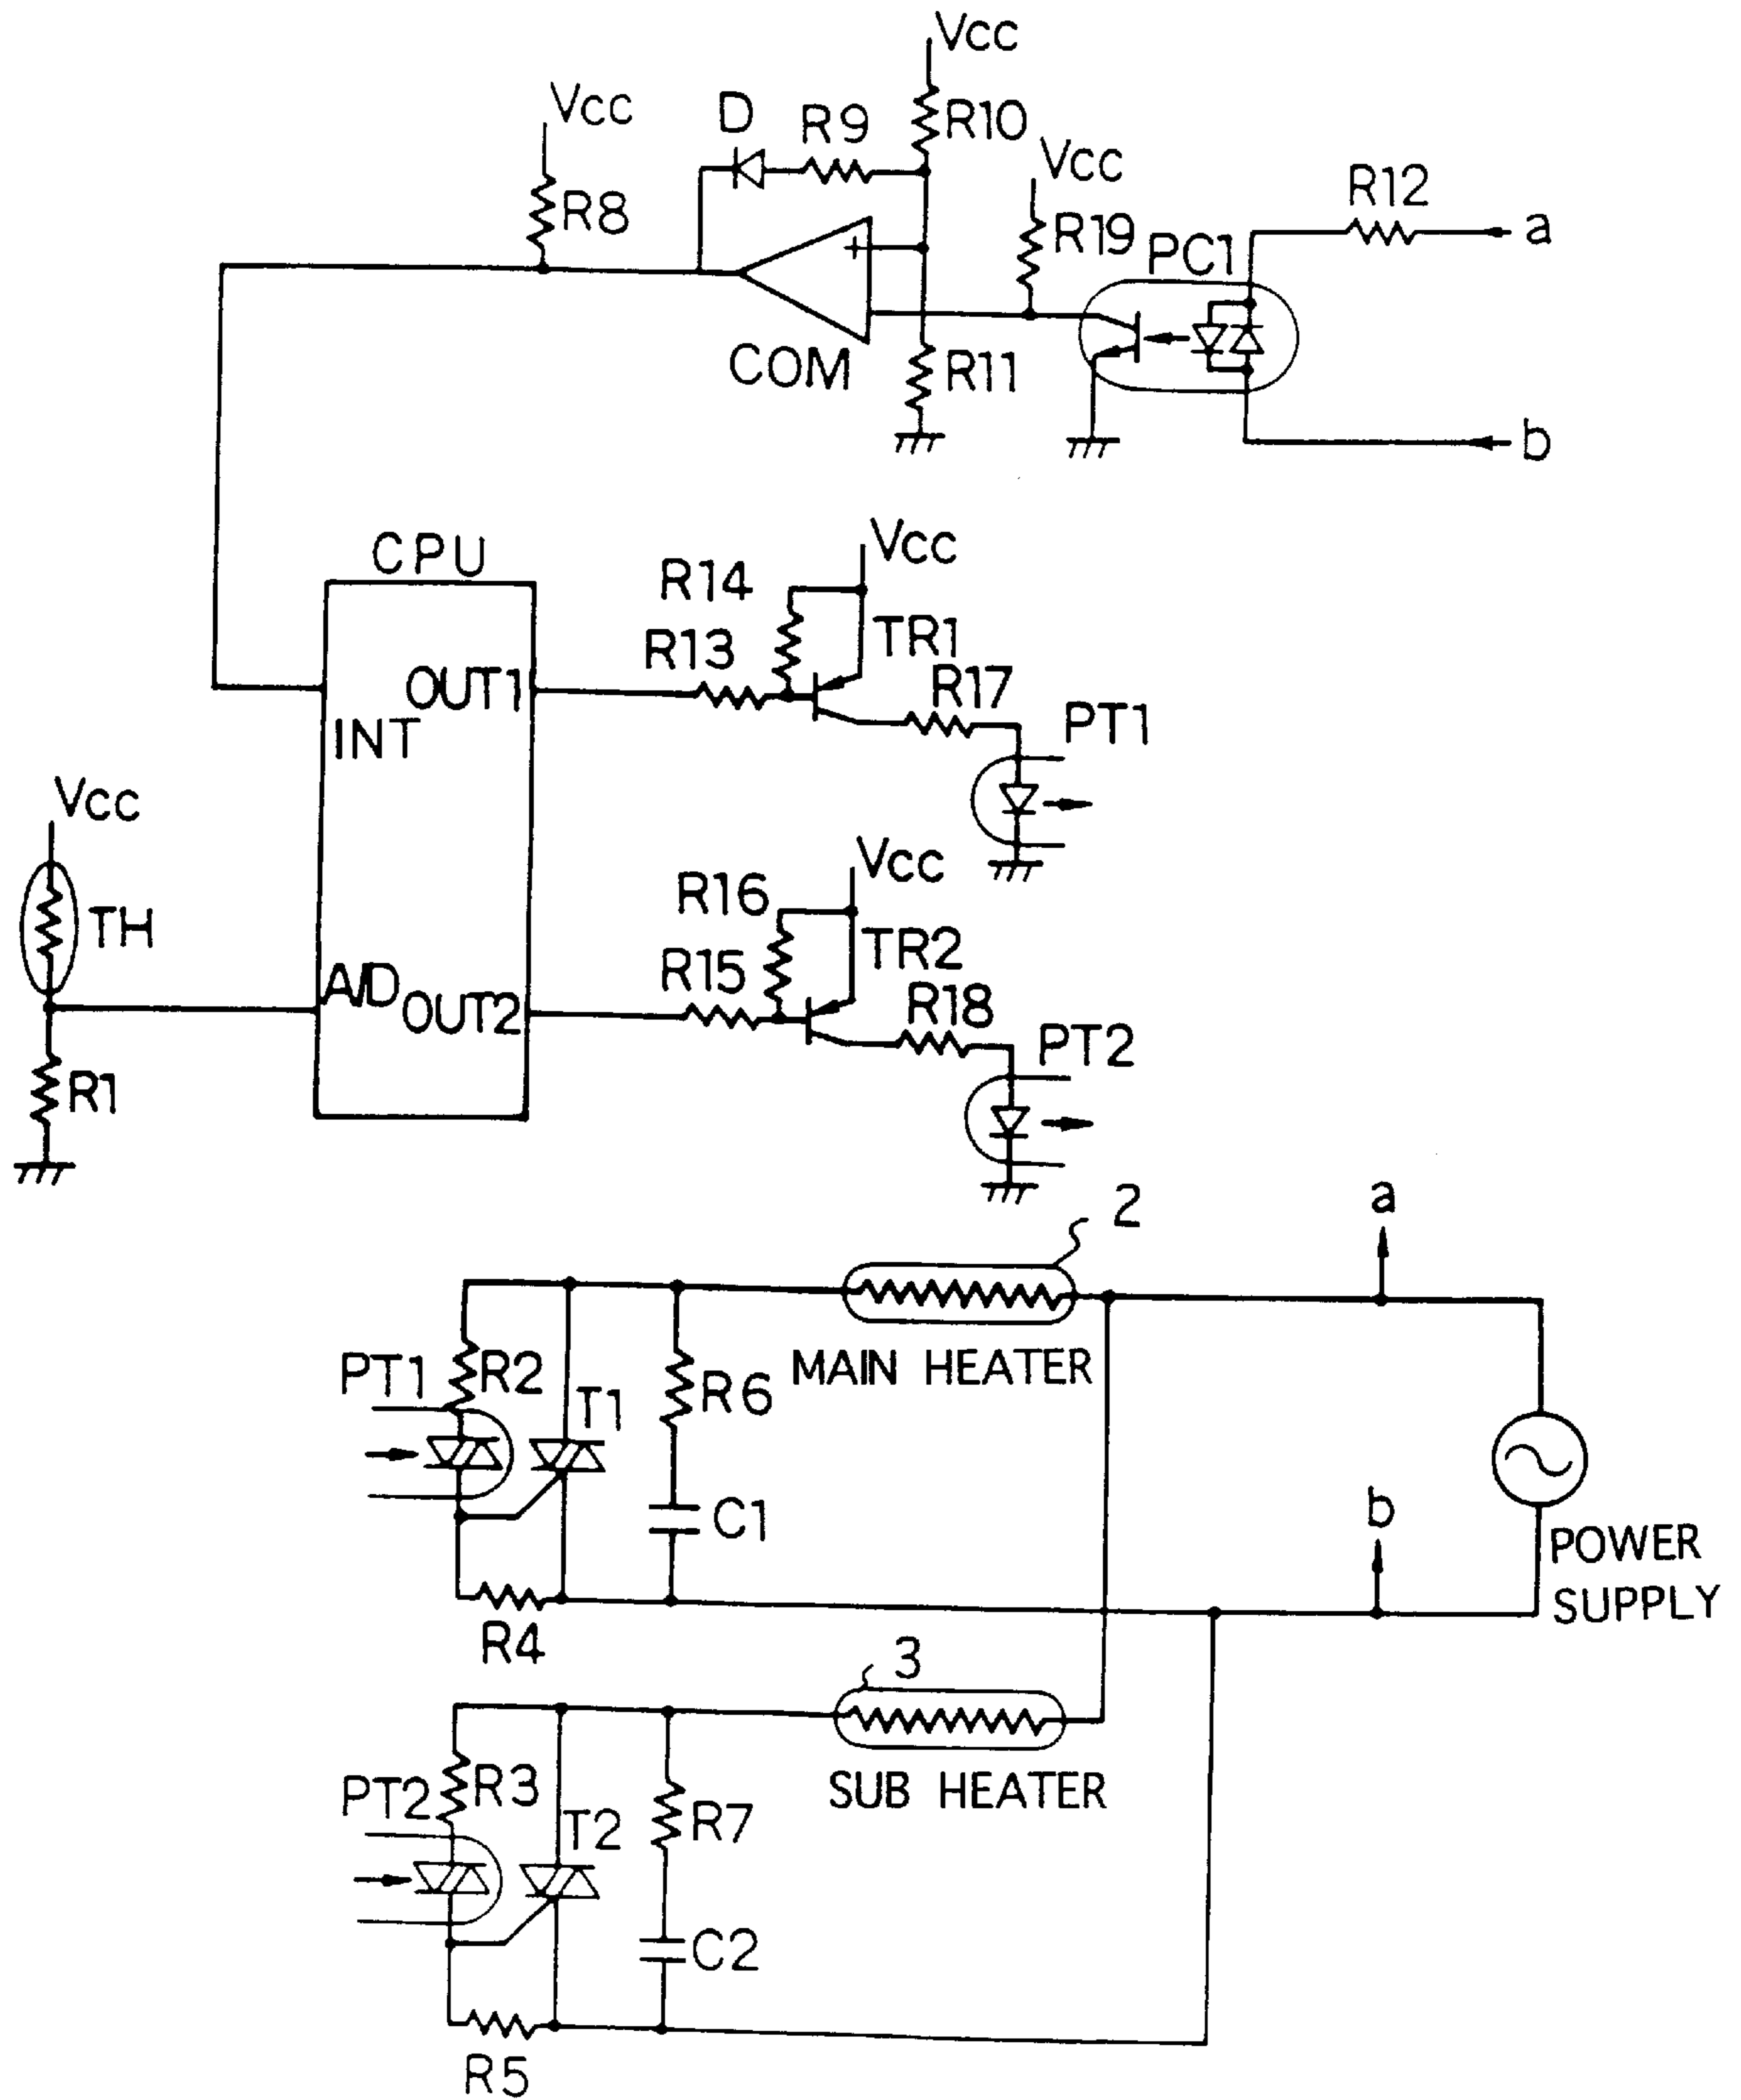 Vcc
Vcc
D
R9
R10
Vcc
R8
R12
a
R19
PC1
+
COM
R11
b
CPU
Vcc
R14
TR1
R13
OUT1
R17
INT
PT1
Vcc
Vcc
R16
TH
TR2
R15
A/D
OUT2
R18
PT2
R1
2
a
MAIN HEATER
PT1
R2
T1
R6
C1
b
POWER
SUPPLY
R4
3
SUB HEATER
PT2
R3
T2
R7
C2
R5